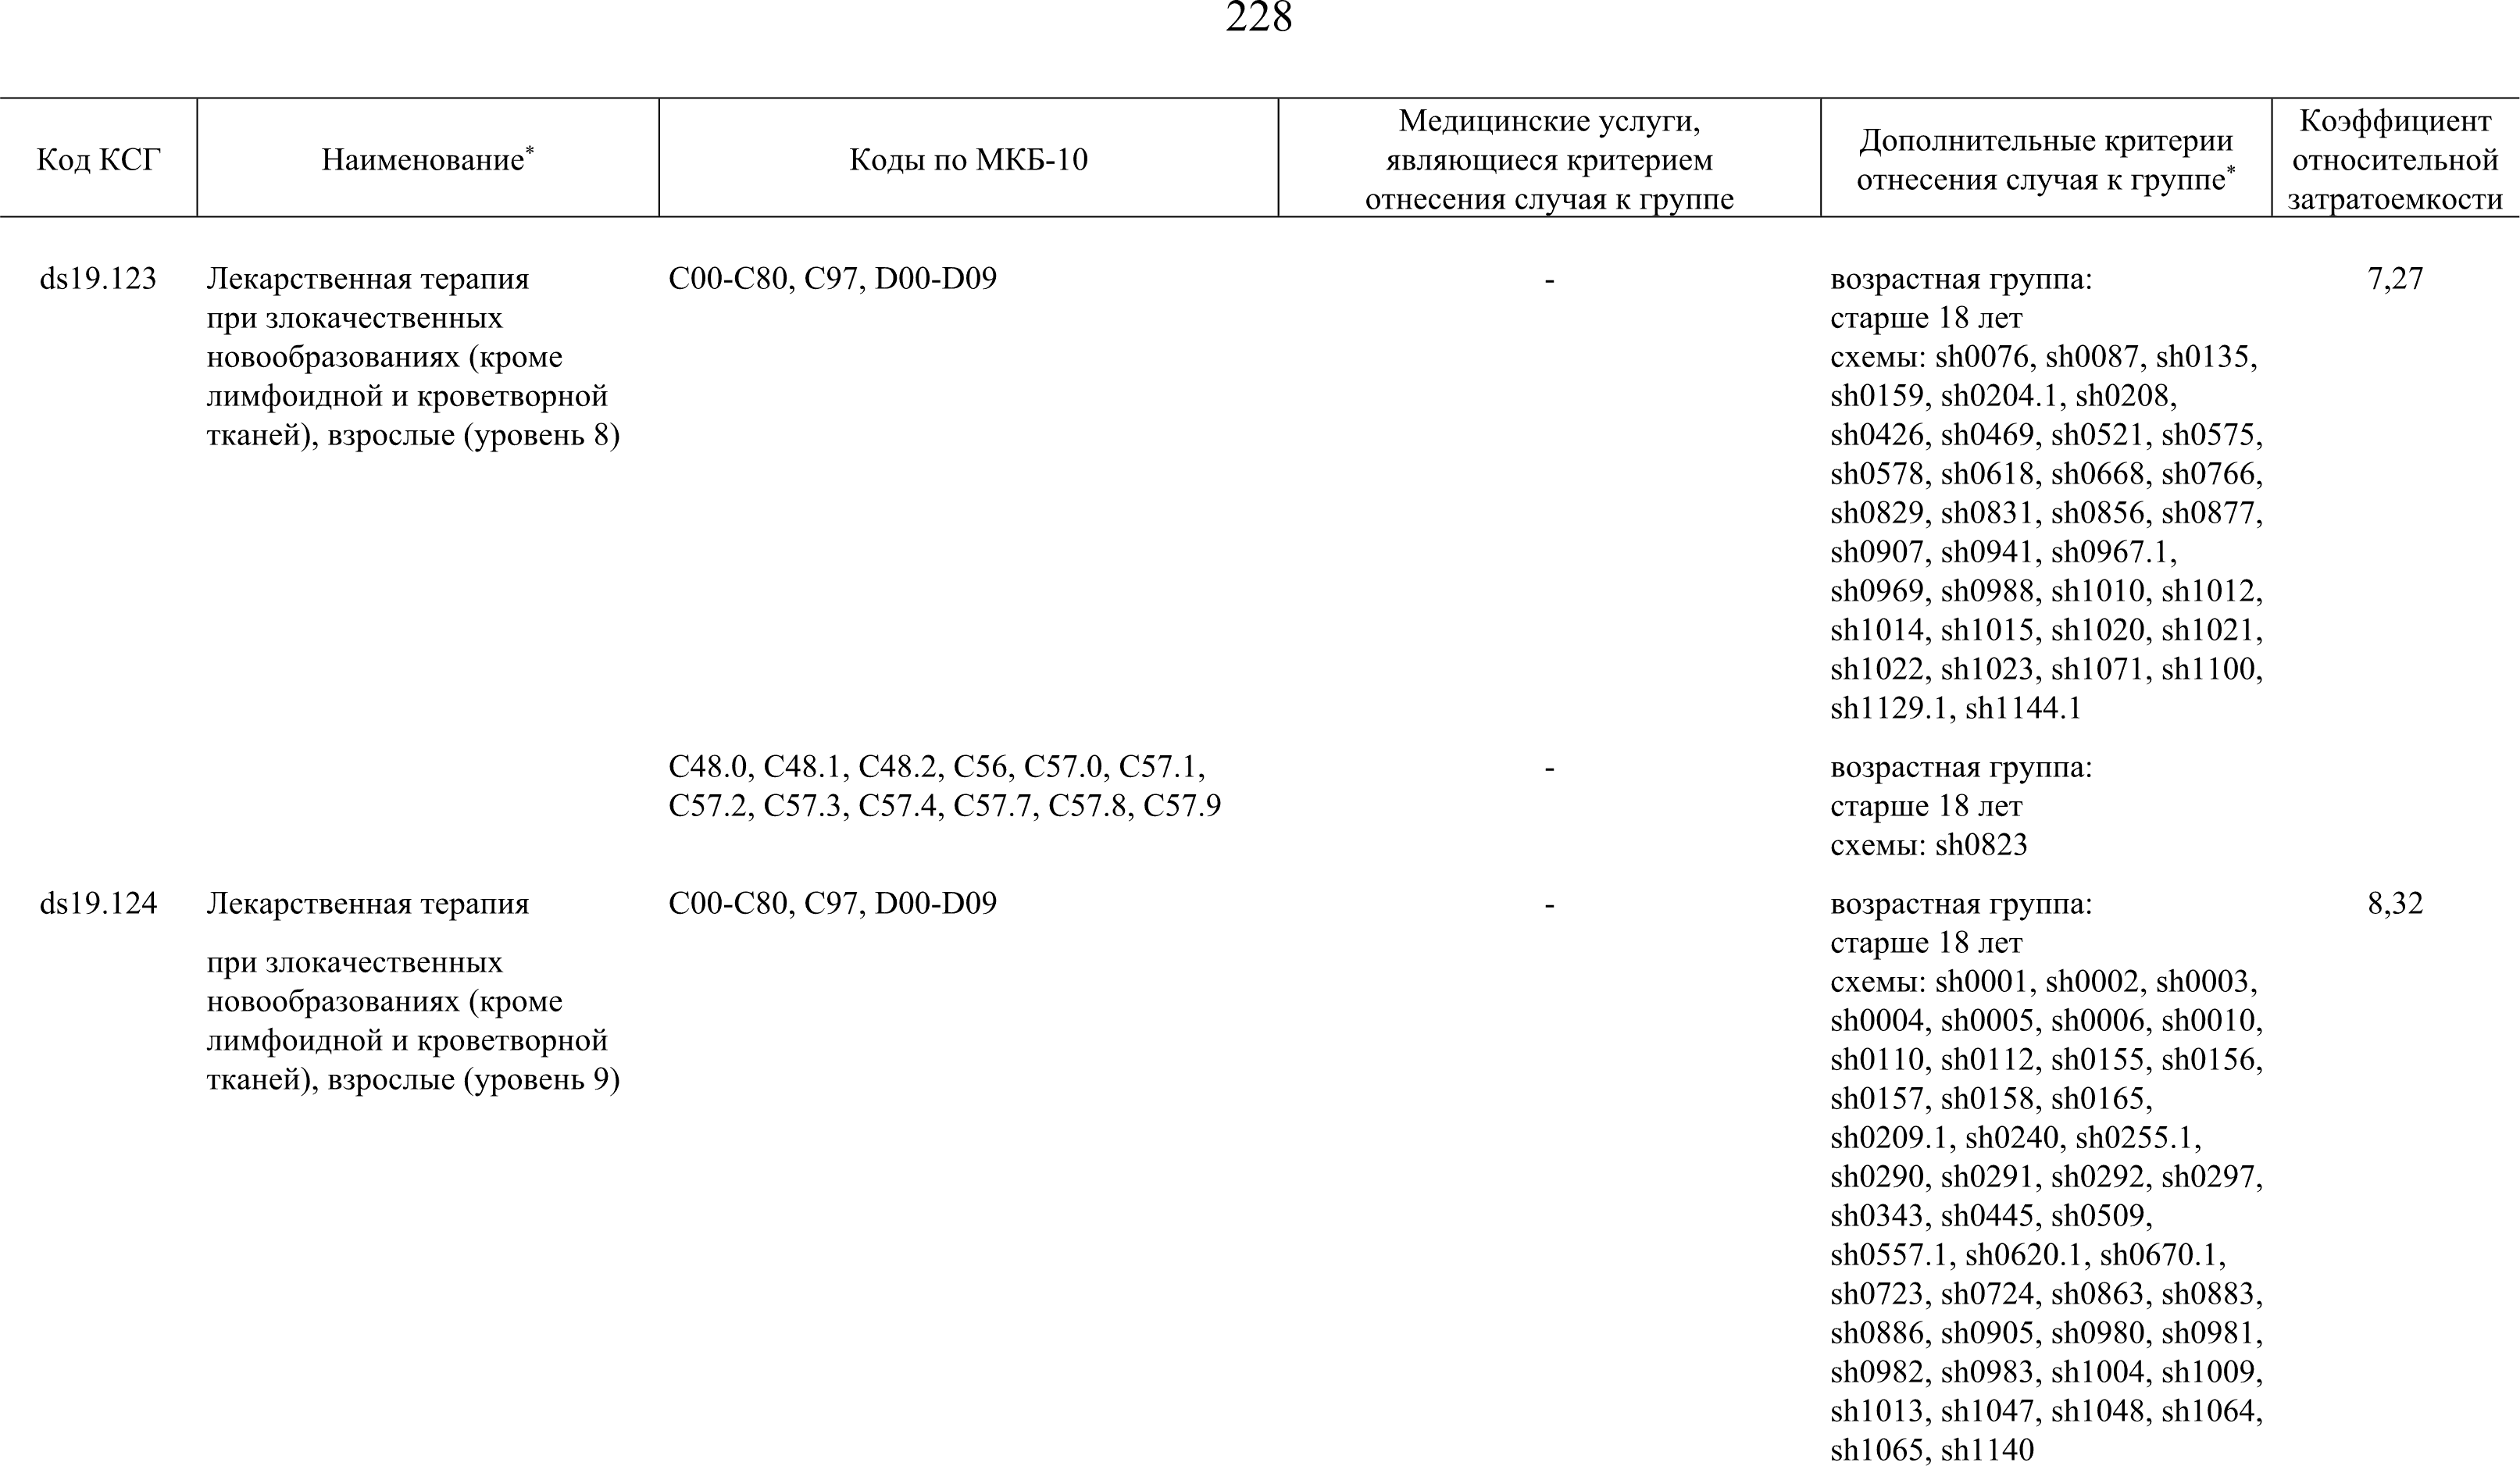 228
Код КСГ
Наименование*
Коды по МКБ-10
Медицинские услуги,
являющиеся критерием
отнесения случая к группе
Дополнительные критерии
отнесения случая к группе*
Коэффициент
относительной
затратоемкости
ds19.123
Лекарственная терапия
при злокачественных
новообразованиях (кроме
лимфоидной и кроветворной
тканей), взрослые (уровень 8)
C00-C80, C97, D00-D09
-
возрастная группа:
старше 18 лет
схемы: sh0076, sh0087, sh0135,
sh0159, sh0204.1, sh0208,
sh0426, sh0469, sh0521, sh0575,
sh0578, sh0618, sh0668, sh0766,
sh0829, sh0831, sh0856, sh0877,
sh0907, sh0941, sh0967.1,
sh0969, sh0988, sh1010, sh1012,
sh1014, sh1015, sh1020, sh1021,
sh1022, sh1023, sh1071, sh1100,
sh1129.1, sh1144.1
7,27
C48.0, C48.1, C48.2, C56, C57.0, C57.1,
C57.2, C57.3, C57.4, C57.7, C57.8, C57.9
-
возрастная группа:
старше 18 лет
схемы: sh0823
ds19.124
Лекарственная терапия
при злокачественных
новообразованиях (кроме
лимфоидной и кроветворной
тканей), взрослые (уровень 9)
C00-C80, C97, D00-D09
-
возрастная группа:
старше 18 лет
схемы: sh0001, sh0002, sh0003,
sh0004, sh0005, sh0006, sh0010,
sh0110, sh0112, sh0155, sh0156,
sh0157, sh0158, sh0165,
sh0209.1, sh0240, sh0255.1,
sh0290, sh0291, sh0292, sh0297,
sh0343, sh0445, sh0509,
sh0557.1, sh0620.1, sh0670.1,
sh0723, sh0724, sh0863, sh0883,
sh0886, sh0905, sh0980, sh0981,
sh0982, sh0983, sh1004, sh1009,
sh1013, sh1047, sh1048, sh1064,
sh1065, sh1140
8,32